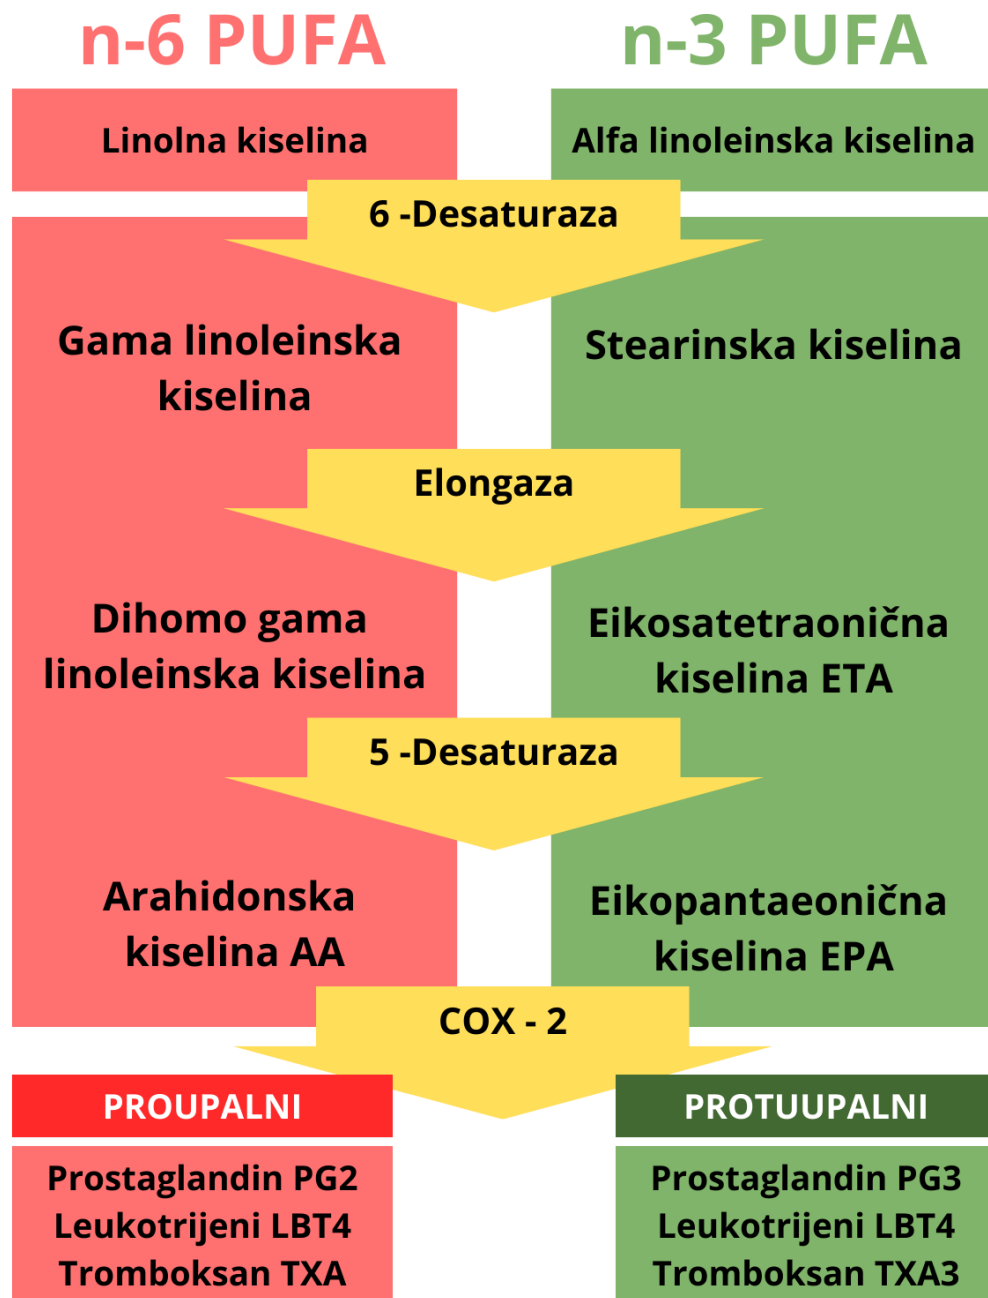 n-6 PUFA
n-3 PUFA
Linolna kiselina
Alfa linoleinska kiselina
6 -Desaturaza
Gama linoleinska
kiselina
Stearinska kiselina
Elongaza
Dihomo gama
linoleinska kiselina
Eikosatetraonična
kiselina ETA
5 -Desaturaza
Arahidonska
kiselina AA
Eikopantaeonična
kiselina EPA
COX - 2
PROUPALNI
Prostaglandin PG2
Leukotrijeni LBT4
Tromboksan TXA
PROTUUPALNI
Prostaglandin PG3
Leukotrijeni LBT4
Tromboksan TXA3